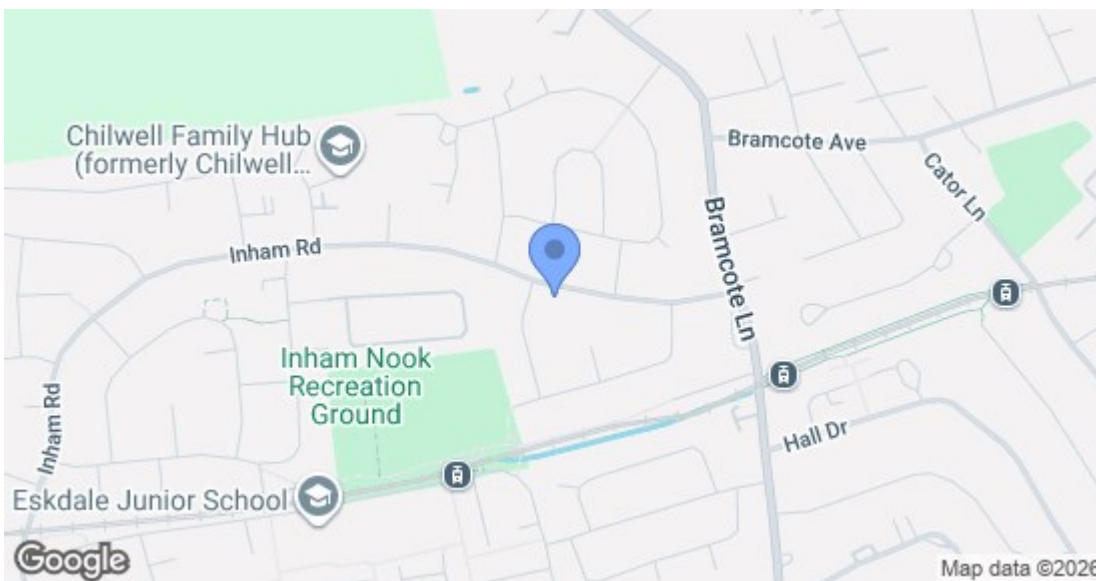 Chilwell Family Hub
(formerly Chilwell...
Bramcote Ave
Cator Ln
Inham Rd
Bramcote Ln
Inham Nook
Recreation
Ground
Inham Rd
Hall Dr
Eskdale Junior School
Google
Map data ©2026